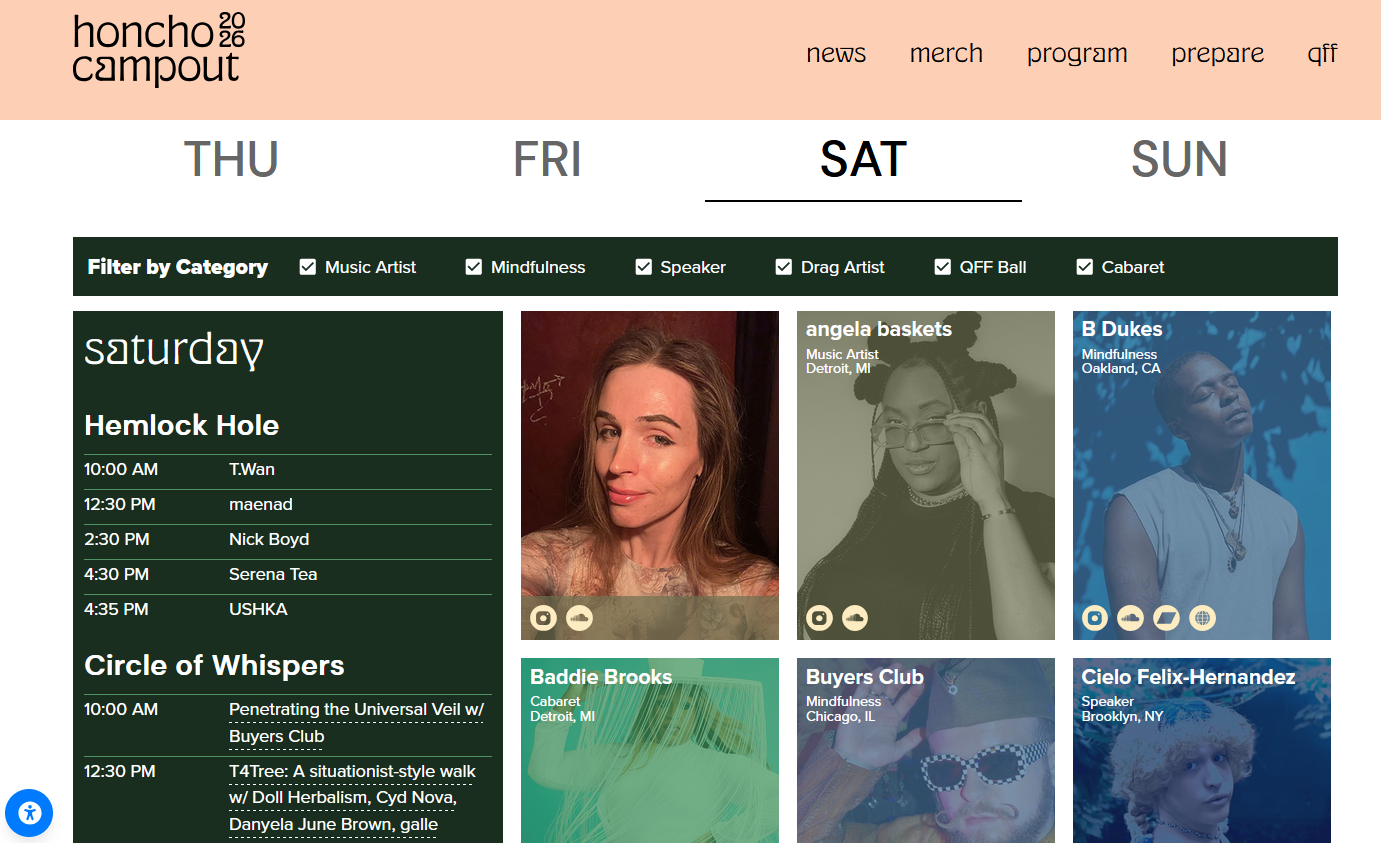 honcho 2026
campout
news
merch
program
prepare
qff
THU
FRI
SAT
SUN
Filter by Category
Music Artist
Mindfulness
Speaker
Drag Artist
QFF Ball
Cabaret
saturday
Hemlock Hole
10:00 AM T.Wan
12:30 PM maenad
2:30 PM Nick Boyd
4:30 PM Serena Tea
4:35 PM USHKA
Circle of Whispers
10:00 AM Penetrating the Universal Veil w/
Buyers Club
12:30 PM T4Tree: A situationist-style walk
w/ Doll Herbalism, Cyd Nova,
Danyela June Brown, galle
angela baskets
Music Artist
Detroit, MI
B Dukes
Mindfulness
Oakland, CA
Baddie Brooks
Cabaret
Detroit, MI
Buyers Club
Mindfulness
Chicago, IL
Cielo Felix-Hernandez
Speaker
Brooklyn, NY